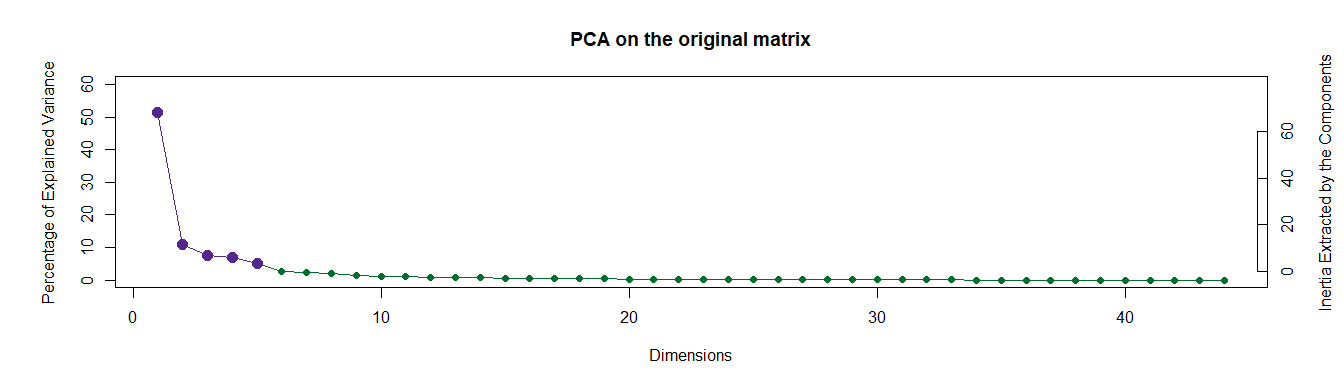 PCA on the original matrix
Percentage of Explained Variance
60
50
40
30
20
10
0
0 10 20 30 40
Dimensions
60
40
20
0
Inertia Extracted by the Components